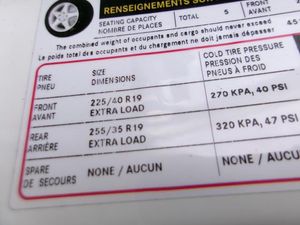 RENSEIGNEMENTS SUR
SEATING CAPACITY
NOMBRE DE PLACES
TOTAL 5
FRONT
AVANT
The combined weight of occupants and cargo should never exceed
Le poids total des occupants et du chargement ne doit jamais dépasser
TIRE
PNEU
SIZE
DIMENSIONS
COLD TIRE PRESSURE
PRESSION DES
PNEUS À FROID
FRONT
AVANT
225/40 R19
EXTRA LOAD
270 KPA, 40 PSI
REAR
ARRIÈRE
255/35 R19
EXTRA LOAD
320 KPA, 47 PSI
SPARE
DE SECOURS
NONE / AUCUN
NONE / AUCUN